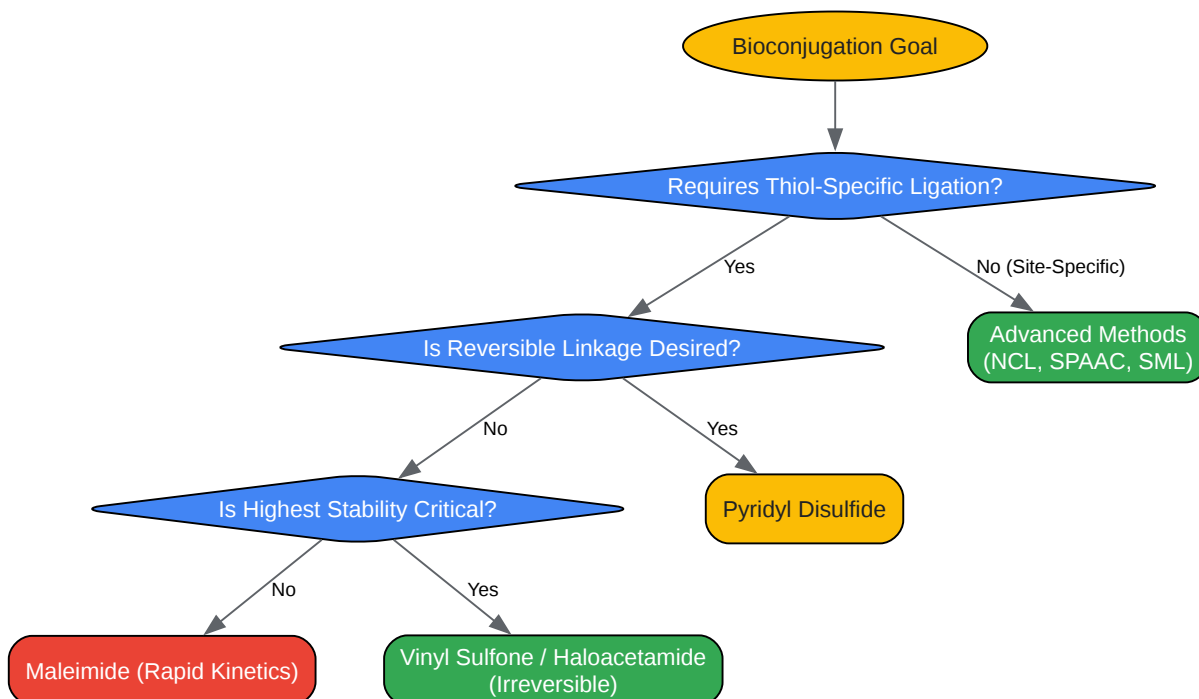 Bioconjugation Goal
Requires Thiol-Specific Ligation?
Yes
No (Site-Specific)
Advanced Methods
(NCL, SPAAC, SML)
Is Reversible Linkage Desired?
No
Yes
Pyridyl Disulfide
Is Highest Stability Critical?
No
Yes
Maleimide (Rapid Kinetics)
Vinyl Sulfone / Haloacetamide
(Irreversible)